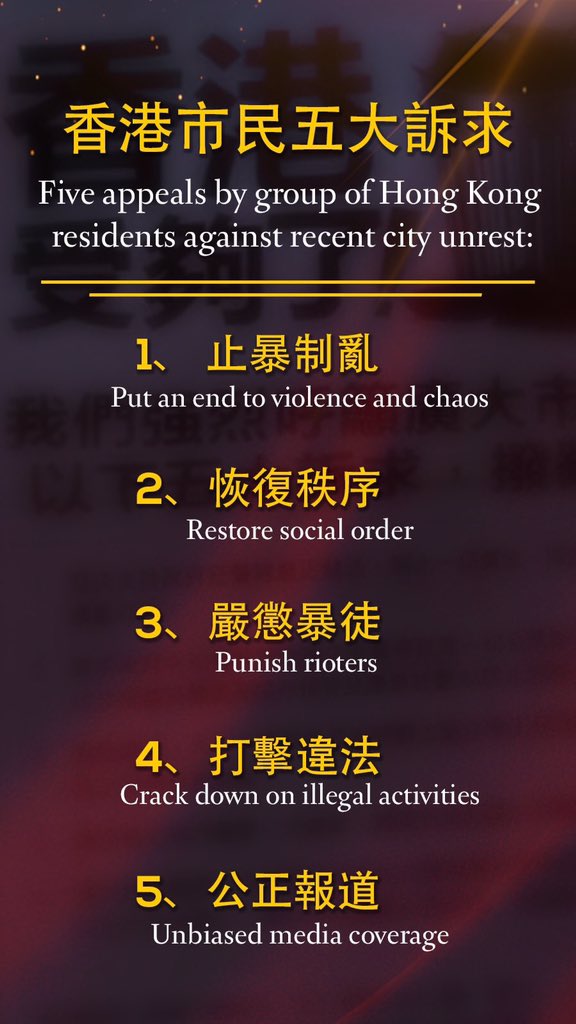 香港市民五大訴求
Five appeals by group of Hong Kong
residents against recent city unrest:
1、 止暴制亂
Put an end to violence and chaos
2、 恢復秩序
Restore social order
3、 嚴懲暴徒
Punish rioters
4、 打擊違法
Crack down on illegal activities
5、 公正報道
Unbiased media coverage